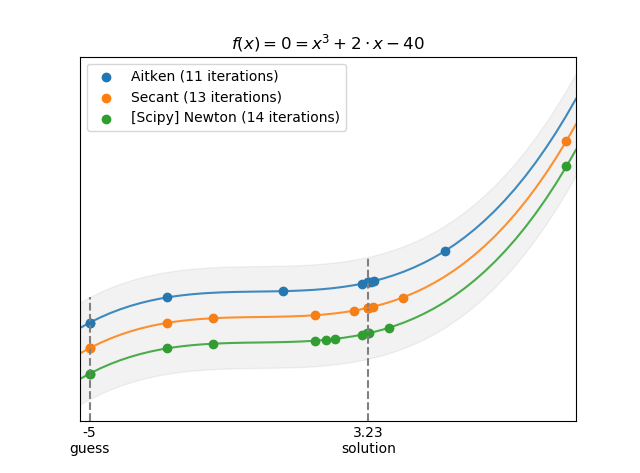 f(x) = 0 = x³ + 2 · x − 40
Aitken (11 iterations)
Secant (13 iterations)
[Scipy] Newton (14 iterations)
-5
guess
3.23
solution